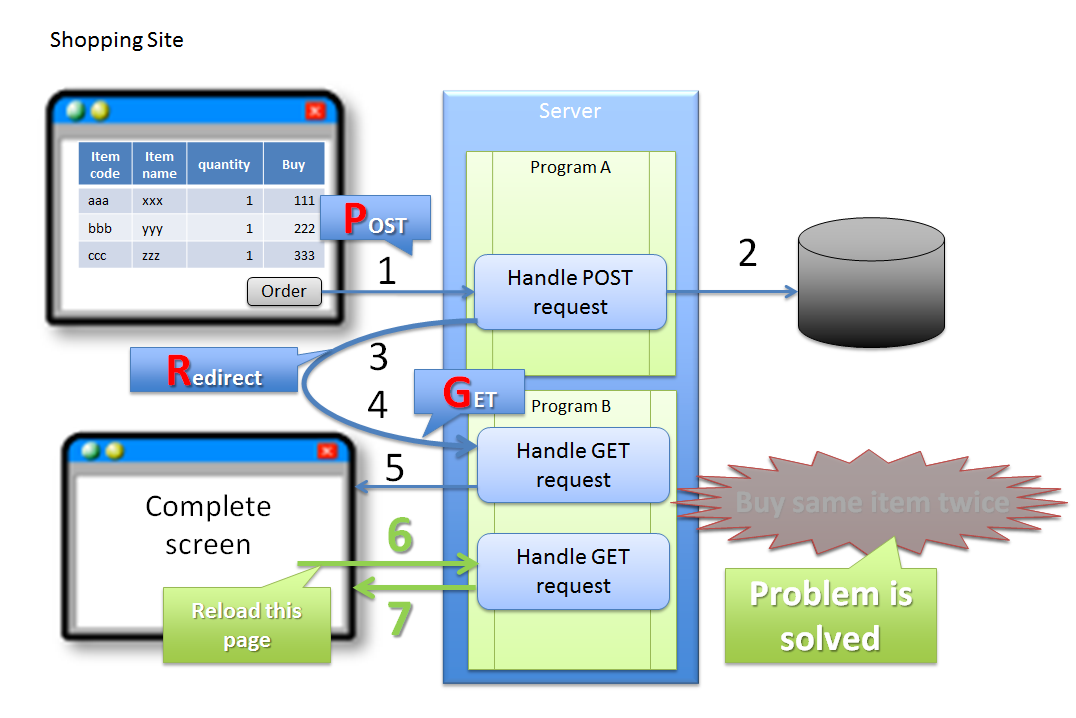 Shopping Site
Server
Item code Item name quantity Buy
aaa xxx 1 111
bbb yyy 1 222
ccc zzz 1 333
Order
POST
1
Program A
Handle POST
request
2
Redirect
3
4
GET
Program B
Handle GET
request
5
Complete
screen
Buy same item twice
6
Handle GET
request
7
Reload this
page
Problem is
solved